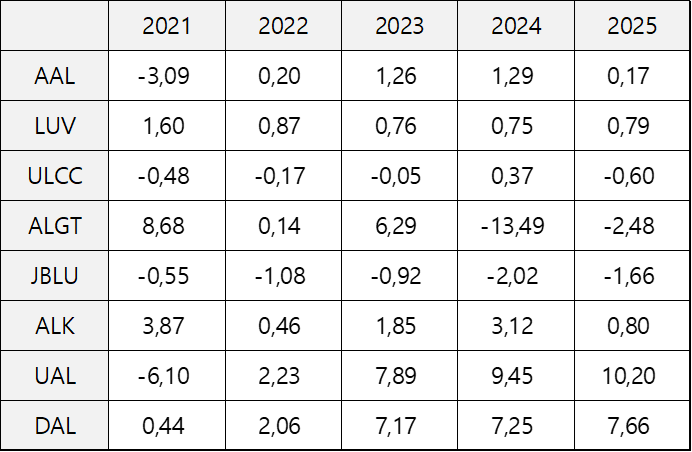 2021 2022 2023 2024 2025
AAL -3,09 0,20 1,26 1,29 0,17
LUV 1,60 0,87 0,76 0,75 0,79
ULCC -0,48 -0,17 -0,05 0,37 -0,60
ALGT 8,68 0,14 6,29 -13,49 -2,48
JBLU -0,55 -1,08 -0,92 -2,02 -1,66
ALK 3,87 0,46 1,85 3,12 0,80
UAL -6,10 2,23 7,89 9,45 10,20
DAL 0,44 2,06 7,17 7,25 7,66